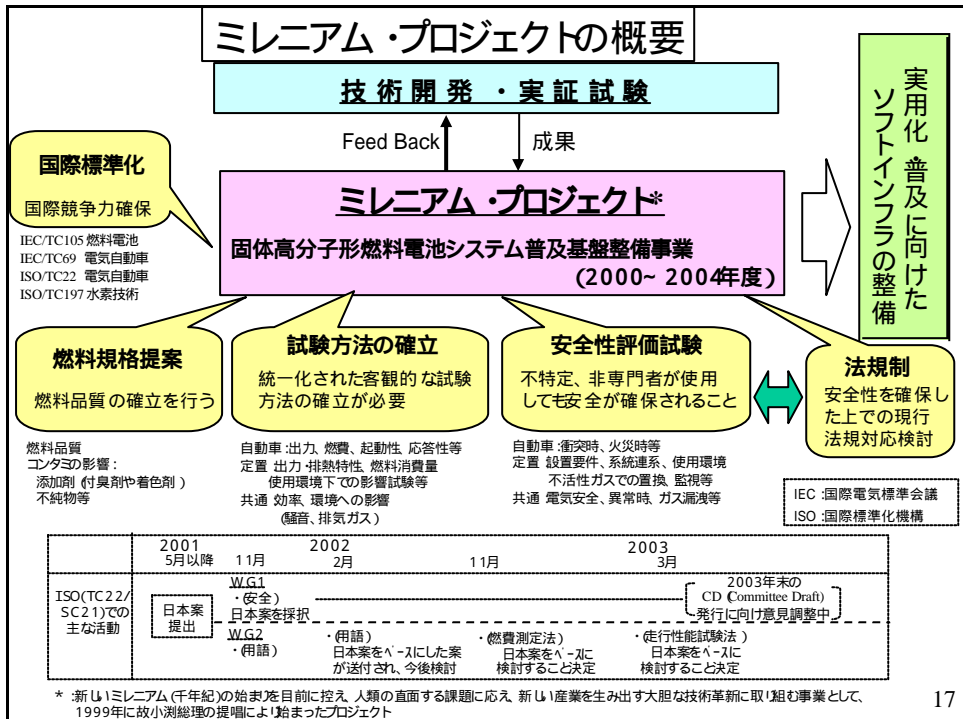 ミレニアム・プロジェクトの概要
技術開発・実証試験
Feed Back
成果
実用化・普及に向けた
ソフトインフラの整備
国際標準化
国際競争力確保
IEC/TC105 燃料電池
IEC/TC69 電気自動車
ISO/TC22 電気自動車
ISO/TC197 水素技術
ミレニアム・プロジェクト*
固体高分子形燃料電池システム普及基盤整備事業
(2000~2004年度)
燃料規格提案
燃料品質の確立を行う
燃料品質
コンタミの影響:
添加剤(付臭剤や着色剤)
不純物等
試験方法の確立
統一化された客観的な試験
方法の確立が必要
自動車:出力、燃費、起動性、応答性等
定置:出力・排熱特性、燃料消費量
使用環境下での影響試験等
共通:効率、環境への影響
(騒音、排気ガス)
安全性評価試験
不特定、非専門者が使用
しても安全が確保されること
自動車:衝突時、火災時等
定置:設置要件、系統連系、使用環境
不活性ガスでの置換、監視等
共通:電気安全、異常時、ガス漏洩等
法規制
安全性を確保し
た上での現行
法規対応検討
IEC:国際電気標準会議
ISO:国際標準化機構
2001
5月以降 11月
2002
2月 11月
2003
3月
ISO(TC22/
SC21)での
主な活動
日本案
提出
WG1
・(安全)
日本案を採択
2003年末の
CD(Committee Draft)
発行に向け意見調整中
WG2
・(用語)
・(用語)
日本案をベースにした案
が送付され、今後検討
・(燃費測定法)
日本案をベースに
検討すること決定
・(走行性能試験法)
日本案をベースに
検討すること決定
*:新しいミレニアム(千年紀)の始まりを目前に控え、人類の直面する課題に応え、新しい産業を生み出す大胆な技術革新に取り組む事業として、
1999年に故小渕総理の提唱により始まったプロジェクト
17